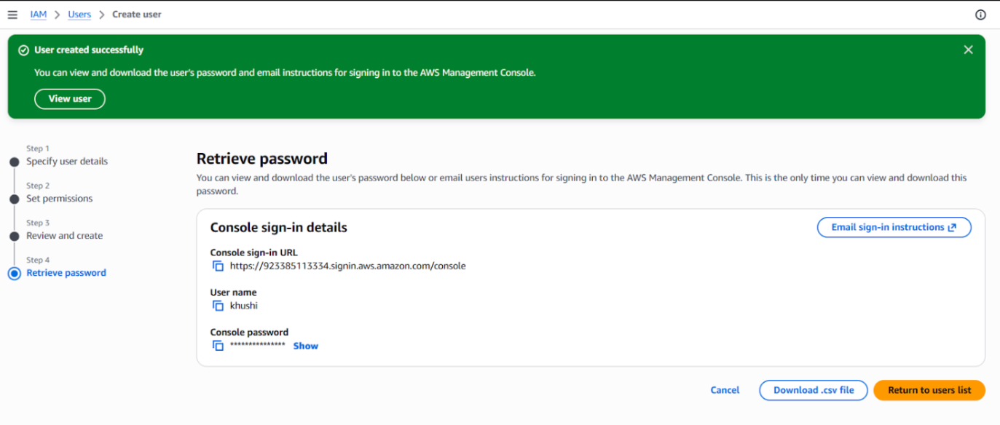 IAM > Users > Create user
User created successfully
You can view and download the user's password and email instructions for signing in to the AWS Management Console.
View user
Step 1
Specify user details
Step 2
Set permissions
Step 3
Review and create
Step 4
Retrieve password
Retrieve password
You can view and download the user's password below or email users instructions for signing in to the AWS Management Console. This is the only time you can view and download this
password.
Console sign-in details
Email sign-in instructions
Console sign-in URL
https://923385113334.signin.aws.amazon.com/console
User name
khushi
Console password
*************** Show
Cancel
Download .csv file
Return to users list